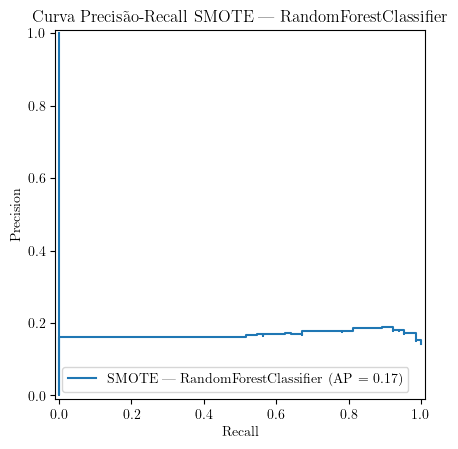 Curva Precisão-Recall SMOTE — RandomForestClassifier
1.0
0.8
0.6
0.4
0.2
0.0
Precision
SMOTE — RandomForestClassifier (AP = 0.17)
0.0 0.2 0.4 0.6 0.8 1.0
Recall